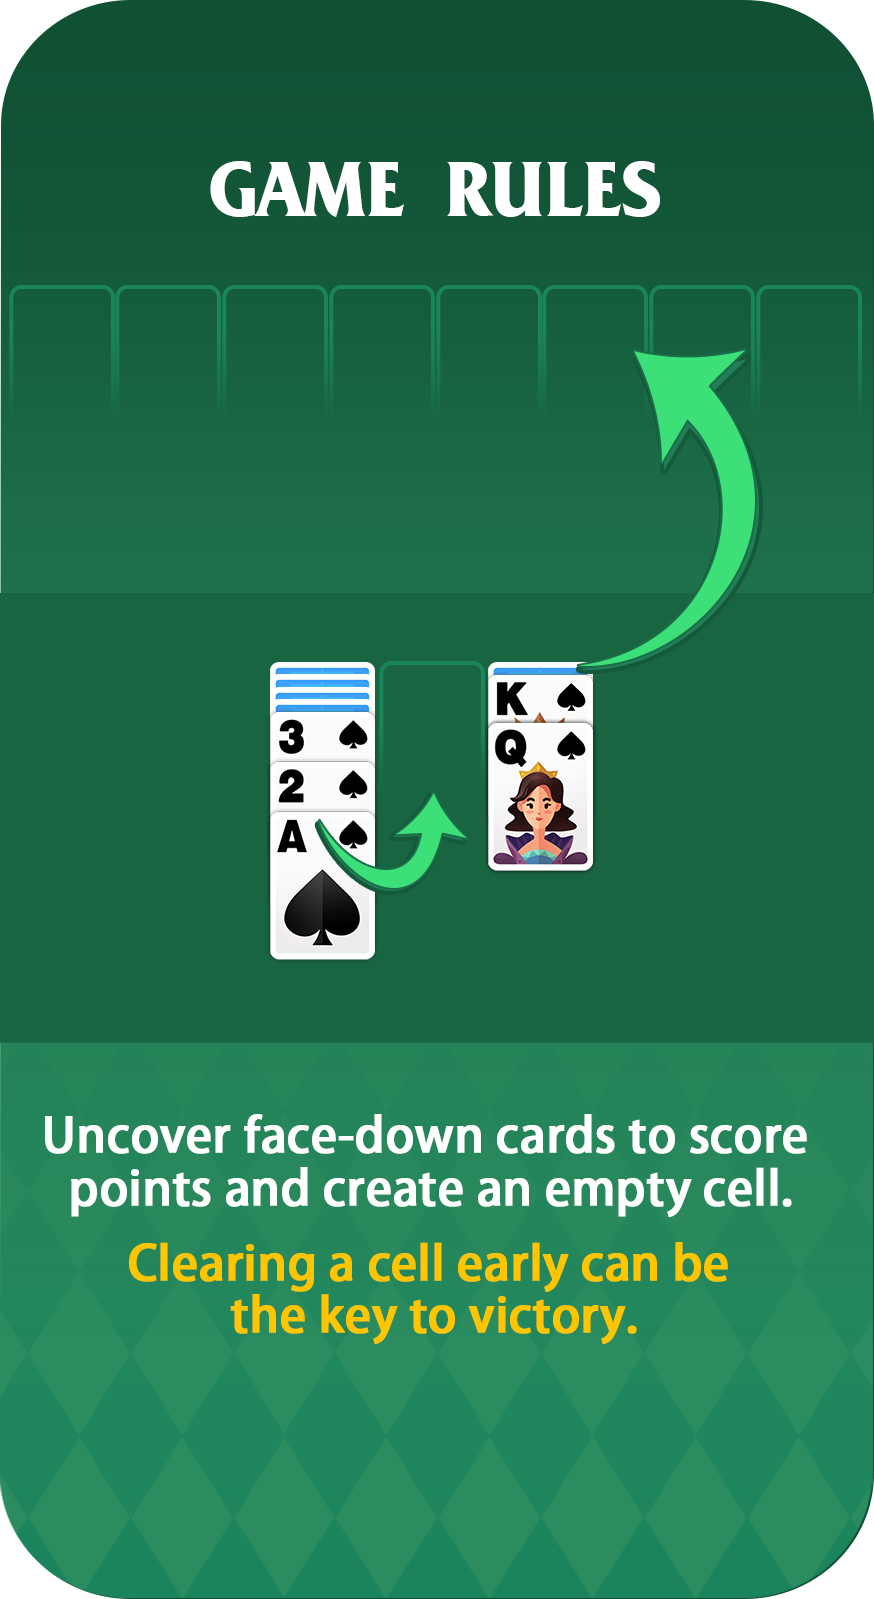 GAME RULES
K
3
Q
2
A
Uncover face-down cards to score
points and create an empty cell.
Clearing a cell early can be
the key to victory.